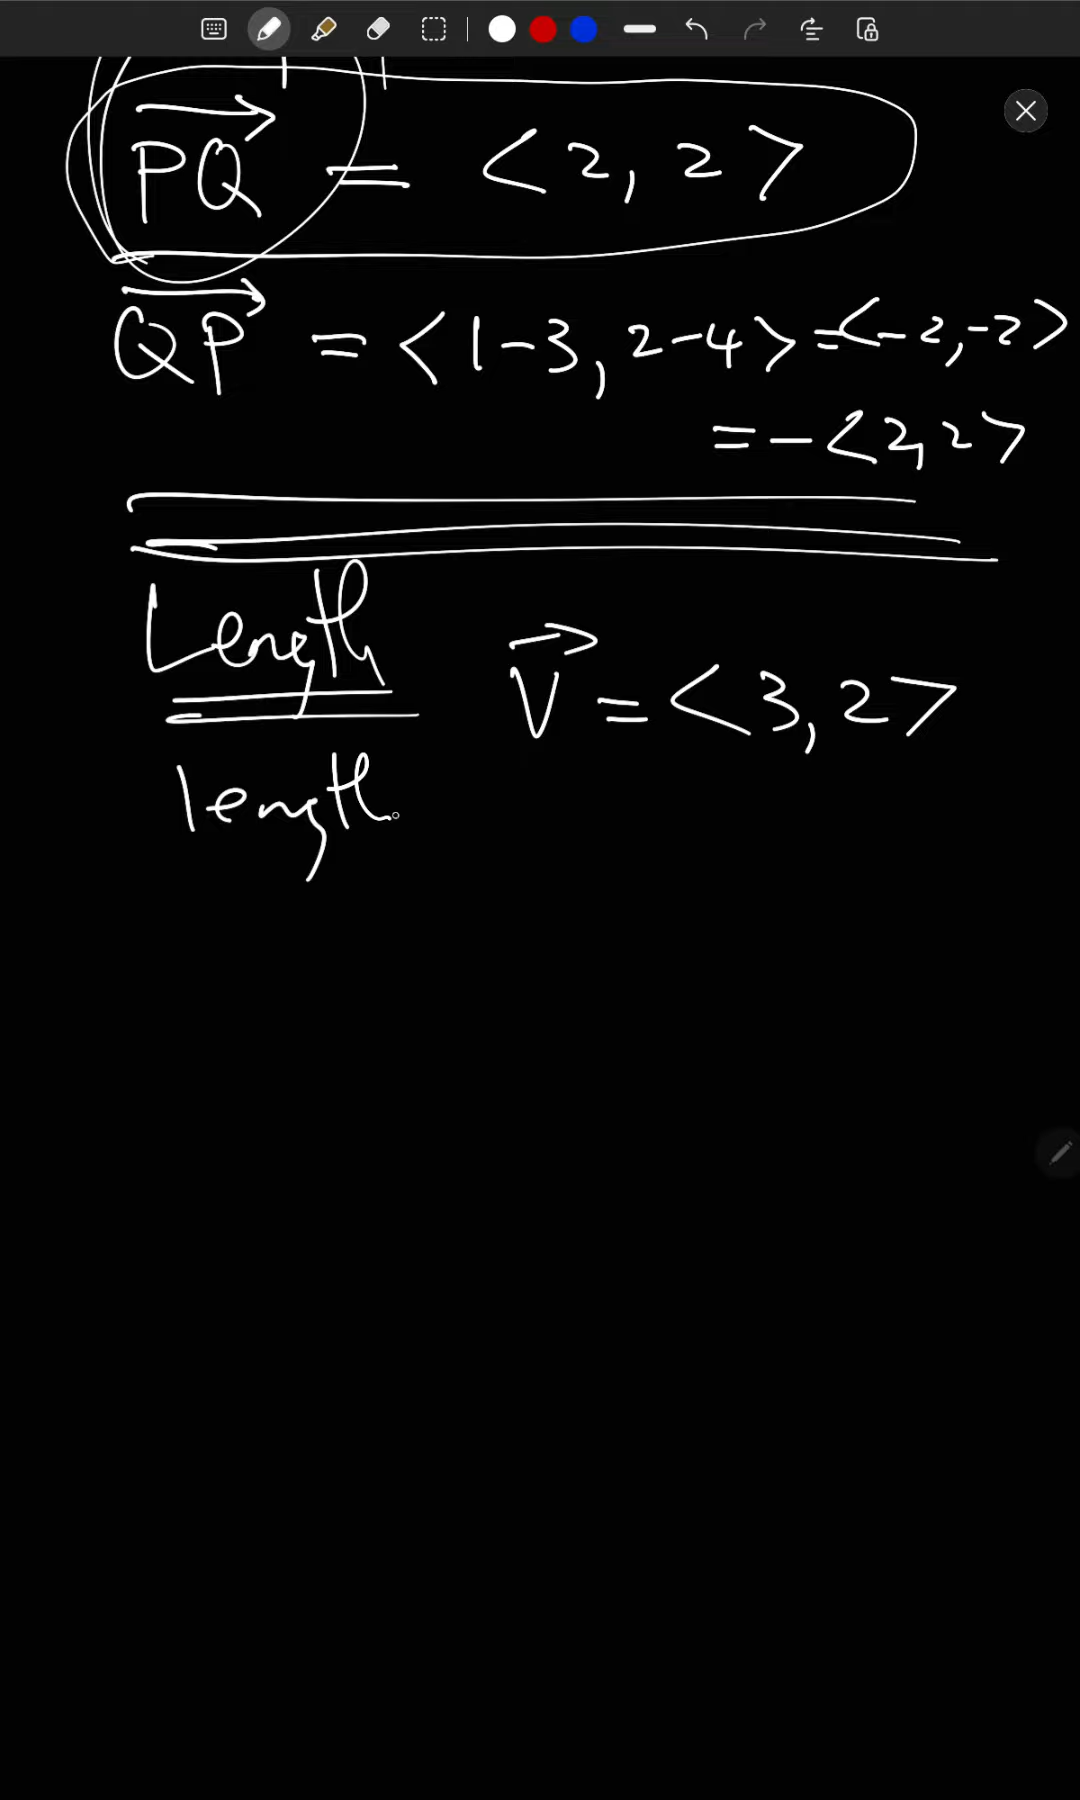 PQ = <2, 2>
QP = <1-3, 2-4> = <-2, -2>
= - <2, 2>
Length
V = <3, 2>
length